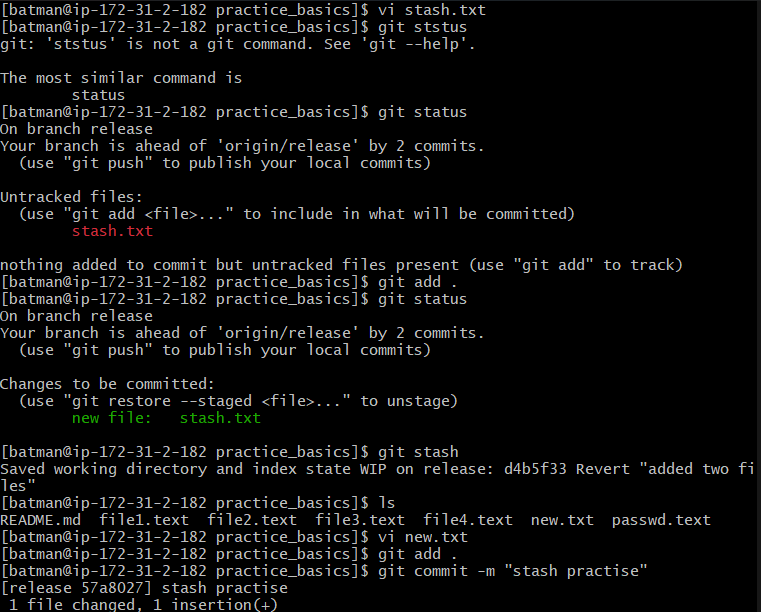 [batman@ip-172-31-2-182 practice_basics]$ vi stash.txt
[batman@ip-172-31-2-182 practice_basics]$ git ststus
git: 'ststus' is not a git command. See 'git --help'.
The most similar command is
        status
[batman@ip-172-31-2-182 practice_basics]$ git status
On branch release
Your branch is ahead of 'origin/release' by 2 commits.
  (use "git push" to publish your local commits)
Untracked files:
  (use "git add <file>..." to include in what will be committed)
        stash.txt
nothing added to commit but untracked files present (use "git add" to track)
[batman@ip-172-31-2-182 practice_basics]$ git add .
[batman@ip-172-31-2-182 practice_basics]$ git status
On branch release
Your branch is ahead of 'origin/release' by 2 commits.
  (use "git push" to publish your local commits)
Changes to be committed:
  (use "git restore --staged <file>..." to unstage)
        new file:   stash.txt
[batman@ip-172-31-2-182 practice_basics]$ git stash
Saved working directory and index state WIP on release: d4b5f33 Revert "added two fi
les"
[batman@ip-172-31-2-182 practice_basics]$ ls
README.md  file1.text  file2.text  file3.text  file4.text  new.txt  passwd.text
[batman@ip-172-31-2-182 practice_basics]$ vi new.txt
[batman@ip-172-31-2-182 practice_basics]$ git add .
[batman@ip-172-31-2-182 practice_basics]$ git commit -m "stash practise"
[release 57a8027] stash practise
 1 file changed, 1 insertion(+)